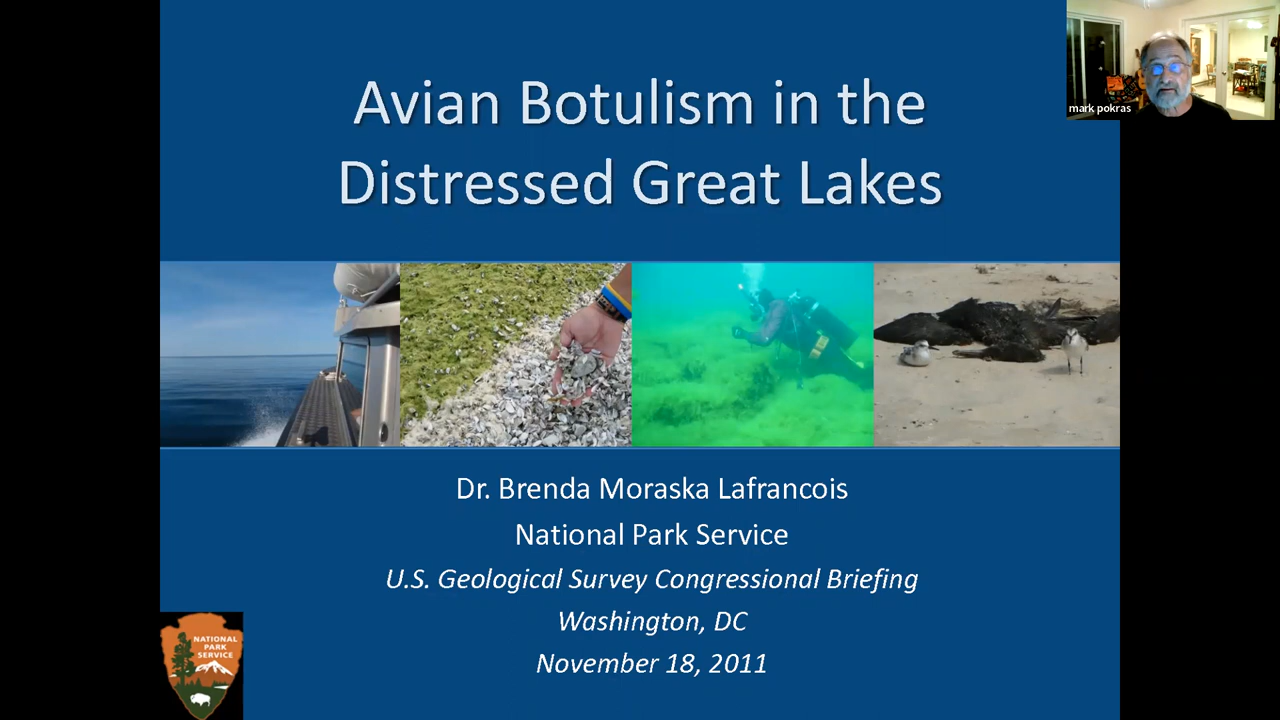 Avian Botulism in the
Distressed Great Lakes
mark pokras
Dr. Brenda Moraska Lafrancois
National Park Service
U.S. Geological Survey Congressional Briefing
Washington, DC
November 18, 2011
NATIONAL
PARK
SERVICE